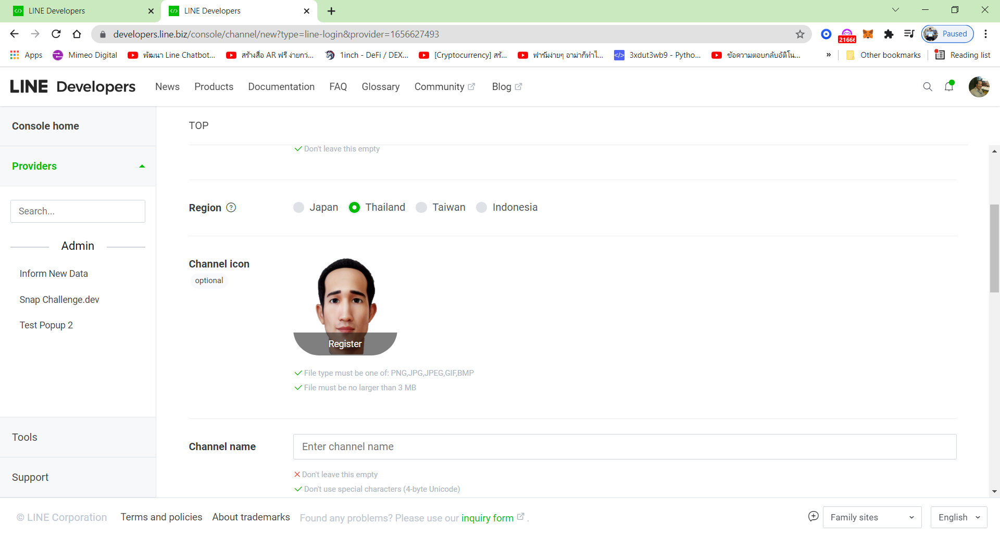 LINE Developers
LINE Developers
developers.line.biz/console/channel/new?type=line-login&provider=1656627493
21666
Paused
Apps
Mimeo Digital
พัฒนา Line Chatbot...
สร้างสื่อ AR ฟรี ง่ายกว่...
1inch - DeFi / DEX...
[Cryptocurrency] สรั...
ฟาร์มง่ายๆ อาม่าก็ทำไ...
3xdut3wb9 - Pytho...
ข้อความตอบกลับอัติโน...
»
Other bookmarks
Reading list
LINE Developers
News
Products
Documentation
FAQ
Glossary
Community
Blog
Console home
Providers
Search...
Admin
Inform New Data
Snap Challenge.dev
Test Popup 2
Tools
Support
TOP
Don't leave this empty
Region ?
Japan
Thailand
Taiwan
Indonesia
Channel icon
optional
Register
File type must be one of: PNG,JPG,JPEG,GIF,BMP
File must be no larger than 3 MB
Channel name
Enter channel name
Don't leave this empty
Don't use special characters (4-byte Unicode)
© LINE Corporation
Terms and policies
About trademarks
Found any problems? Please use our inquiry form .
Family sites
English